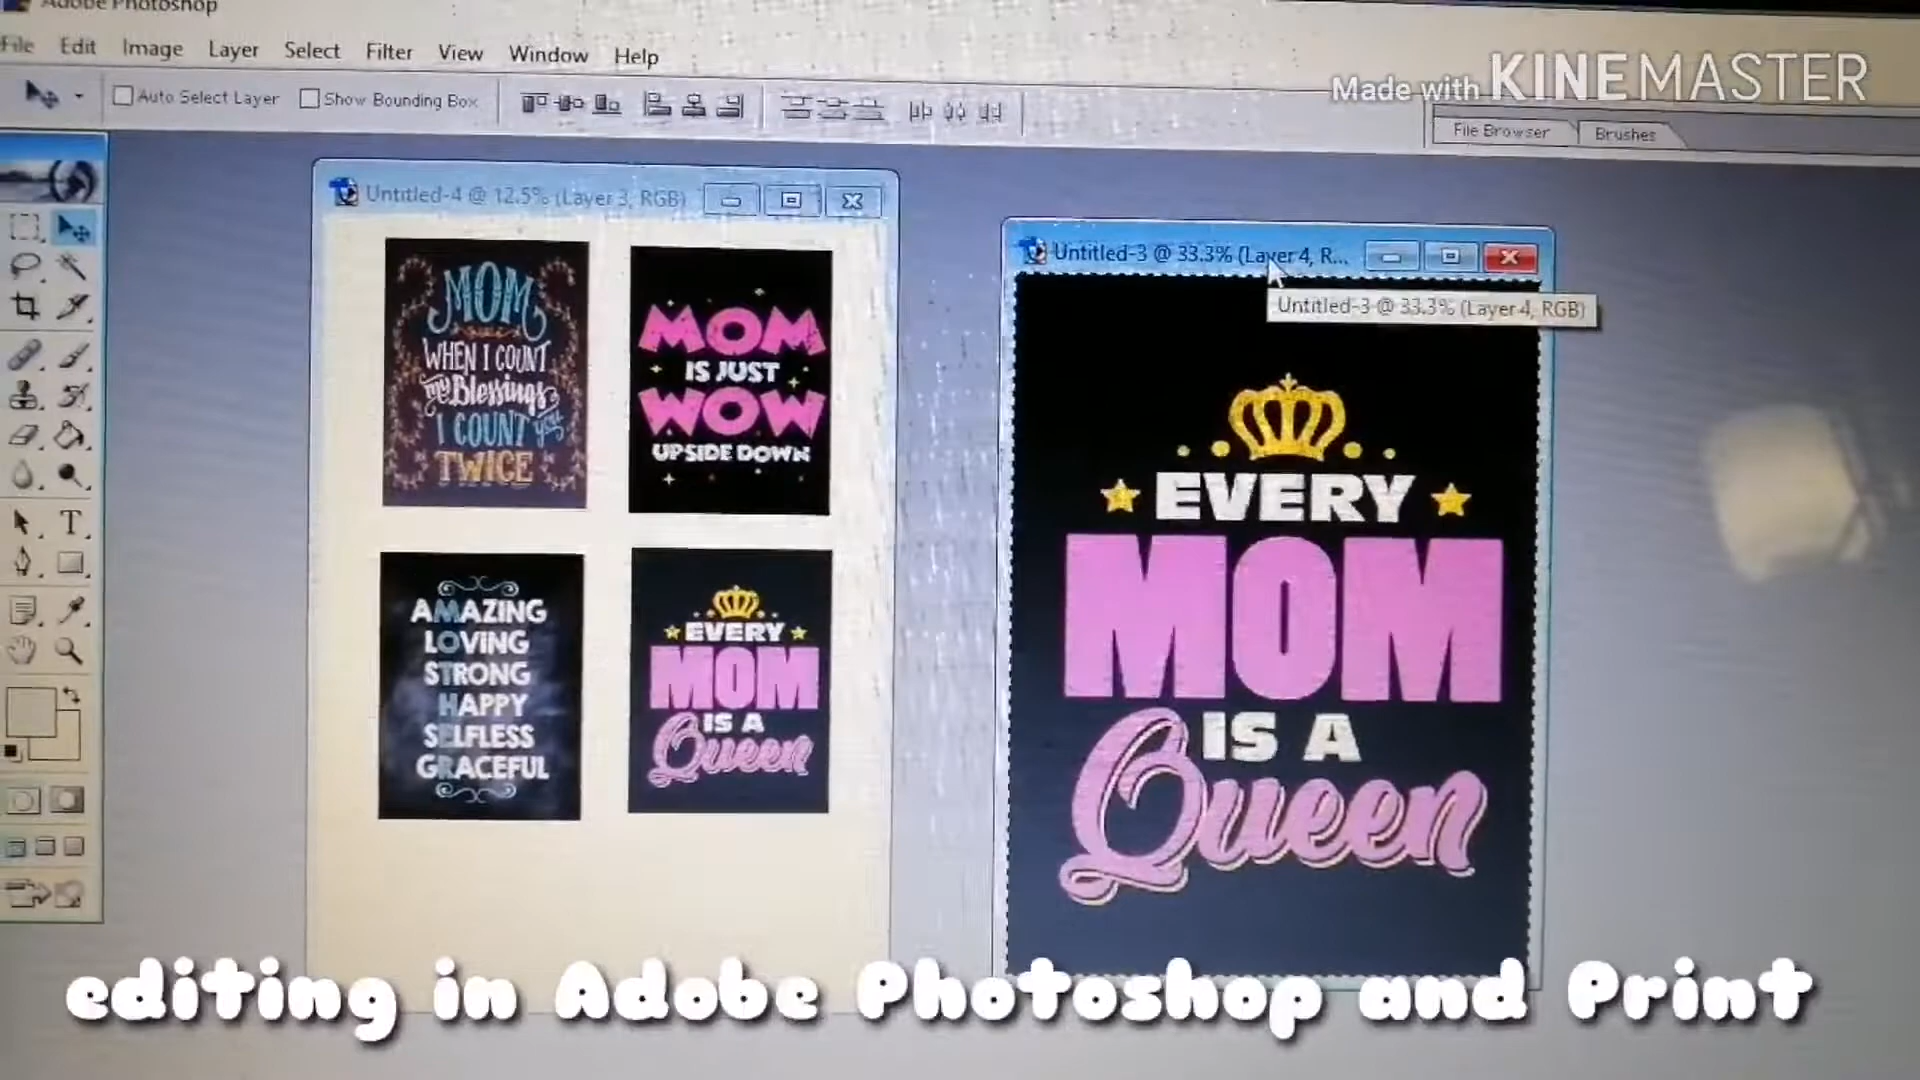 Adobe Photoshop
File Edit Image Layer Select Filter View Window Help
Made with KINEMASTER
Auto Select Layer Show Bounding Box
File Browser Brushes
Untitled-4 @ 12.5% (Layer 3, RGB)
MOM
WHEN I COUNT
my Blessings
I COUNT you
TWICE
MOM
IS JUST
WOW
UPSIDE DOWN
AMAZING
LOVING
STRONG
HAPPY
SELFLESS
GRACEFUL
EVERY
MOM
IS A
Queen
Untitled-3 @ 33.3% (Layer 4, R...
Untitled-3 @ 33.3% (Layer 4, RGB)
EVERY
MOM
IS A
Queen
T
editing in Adobe Photoshop and Print